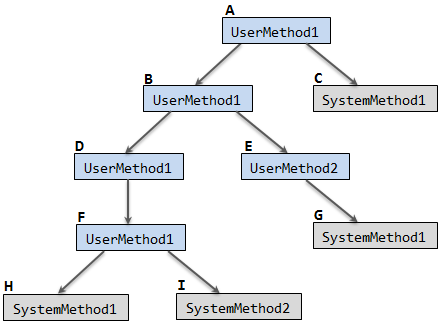 A
UserMethod1
B
UserMethod1
C
SystemMethod1
D
UserMethod1
E
UserMethod2
F
UserMethod1
G
SystemMethod1
H
SystemMethod1
I
SystemMethod2